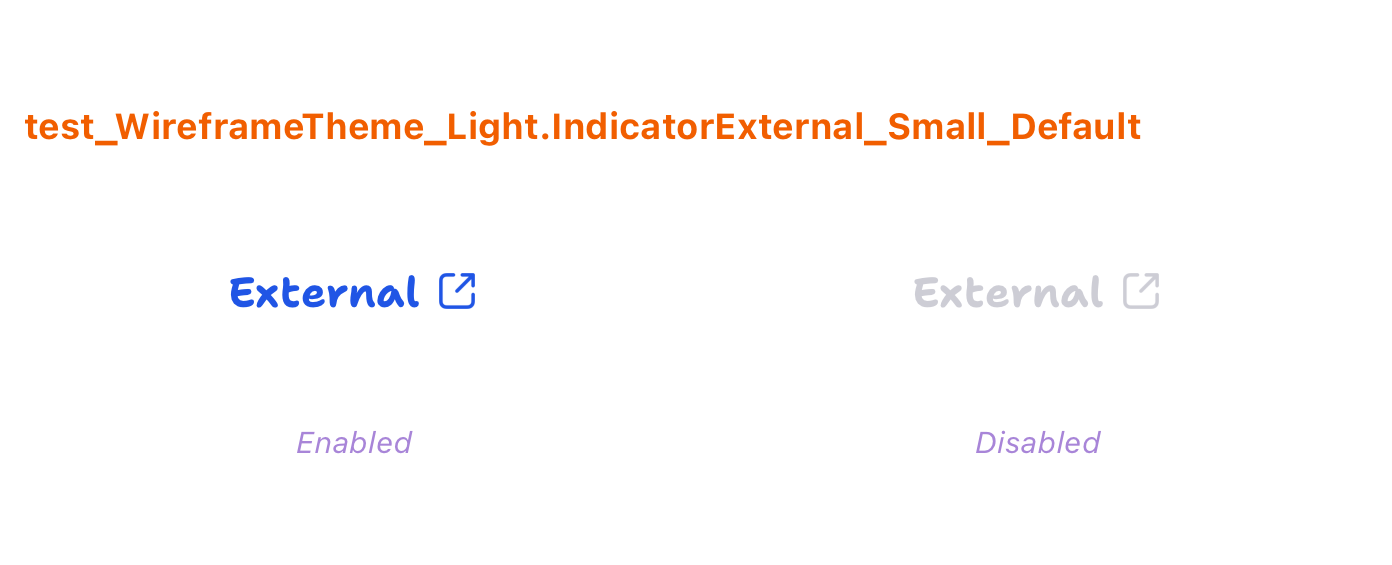 test_WireframeTheme_Light.IndicatorExternal_Small_Default
External External
Enabled Disabled